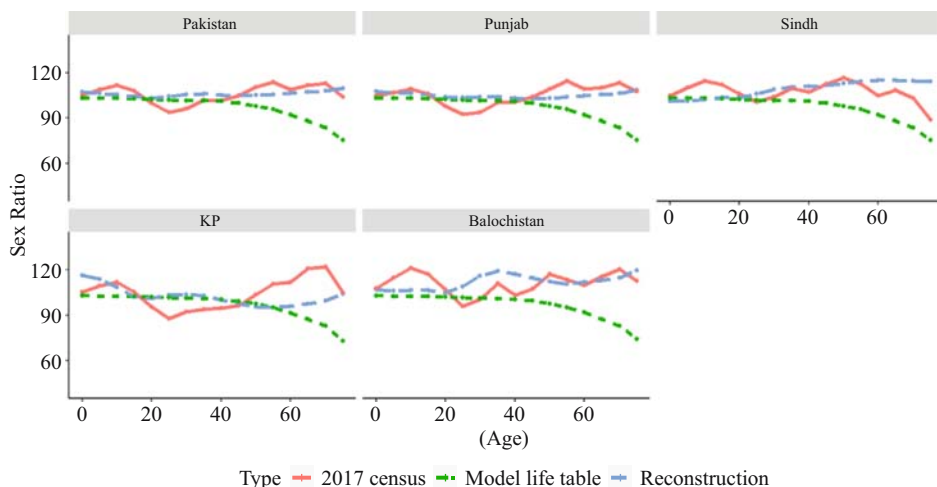 Pakistan Punjab Sindh
120
90
60
0 20 40 60
KP Balochistan
120
90
60
0 20 40 60 0 20 40 60
Sex Ratio
(Age)
Type 2017 census Model life table Reconstruction